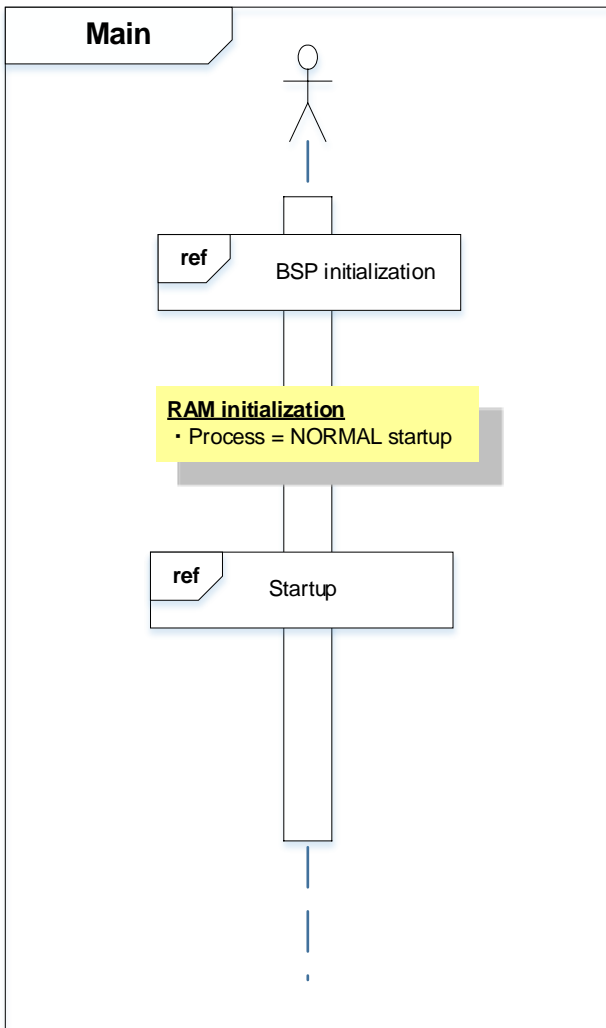 Main
ref
BSP initialization
RAM initialization
・Process = NORMAL startup
ref
Startup